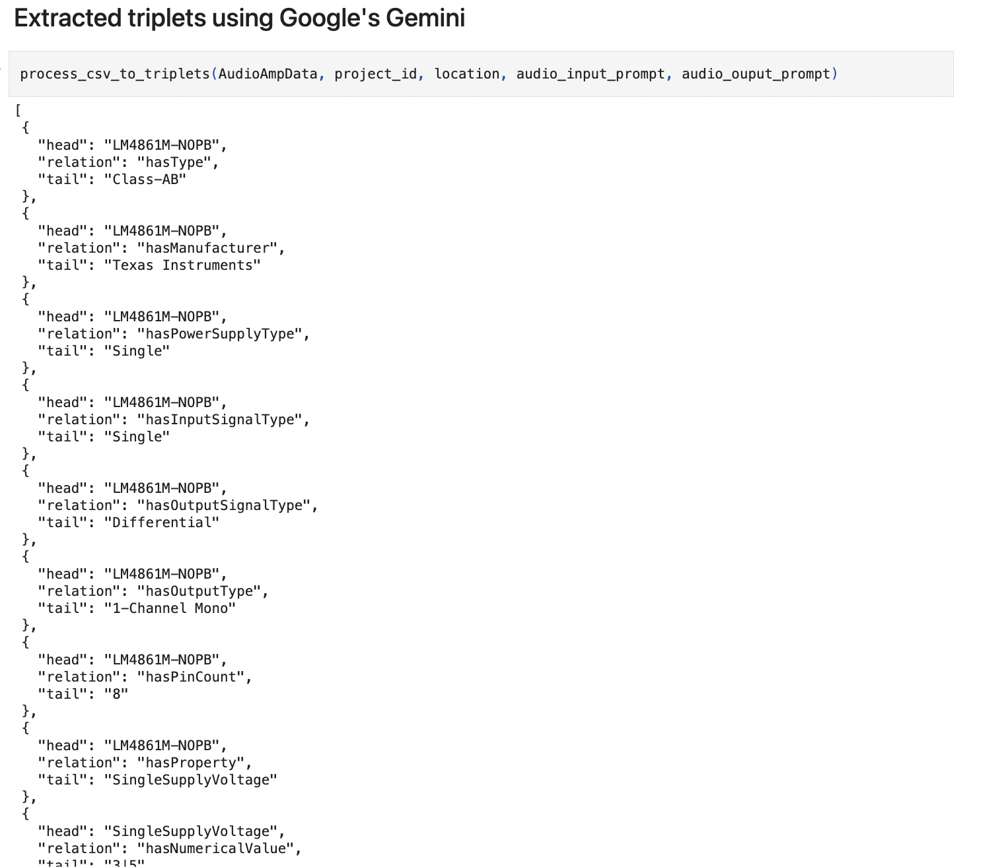 Extracted triplets using Google's Gemini
process_csv_to_triplets(AudioAmpData, project_id, location, audio_input_prompt, audio_ouput_prompt)
[
{
"head": "LM4861M-NOPB",
"relation": "hasType",
"tail": "Class-AB"
},
{
"head": "LM4861M-NOPB",
"relation": "hasManufacturer",
"tail": "Texas Instruments"
},
{
"head": "LM4861M-NOPB",
"relation": "hasPowerSupplyType",
"tail": "Single"
},
{
"head": "LM4861M-NOPB",
"relation": "hasInputSignalType",
"tail": "Single"
},
{
"head": "LM4861M-NOPB",
"relation": "hasOutputSignalType",
"tail": "Differential"
},
{
"head": "LM4861M-NOPB",
"relation": "hasOutputType",
"tail": "1-Channel Mono"
},
{
"head": "LM4861M-NOPB",
"relation": "hasPinCount",
"tail": "8"
},
{
"head": "LM4861M-NOPB",
"relation": "hasProperty",
"tail": "SingleSupplyVoltage"
},
{
"head": "SingleSupplyVoltage",
"relation": "hasNumericalValue",
"tail": "3|5"